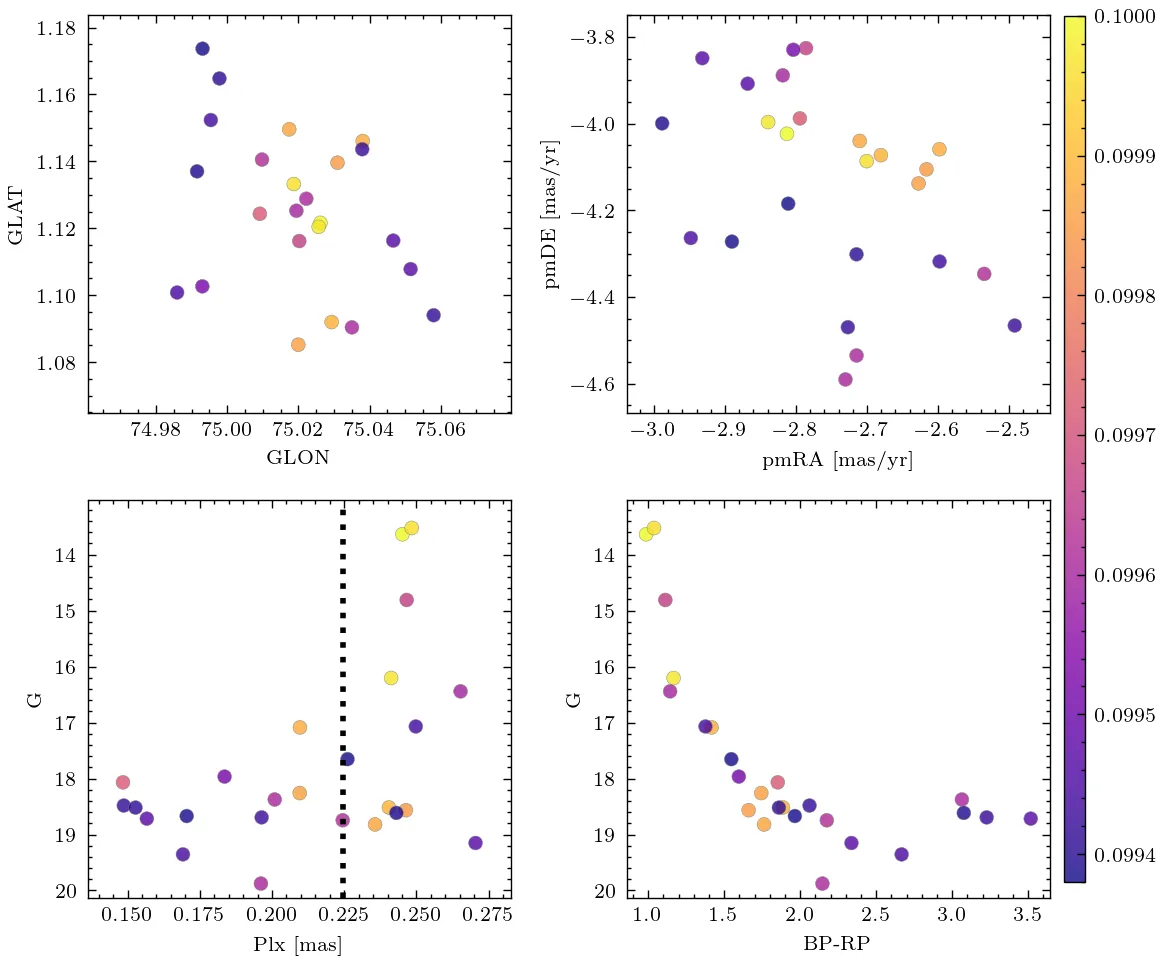 1.18
1.16
1.14
1.12
1.10
1.08
GLAT
74.98 75.00 75.02 75.04 75.06
GLON
−3.8
−4.0
−4.2
−4.4
−4.6
pmDE [mas/yr]
−3.0 −2.9 −2.8 −2.7 −2.6 −2.5
pmRA [mas/yr]
0.1000
0.0999
0.0998
0.0997
0.0996
0.0995
0.0994
14
15
16
17
18
19
20
G
0.150 0.175 0.200 0.225 0.250 0.275
Plx [mas]
14
15
16
17
18
19
20
G
1.0 1.5 2.0 2.5 3.0 3.5
BP-RP